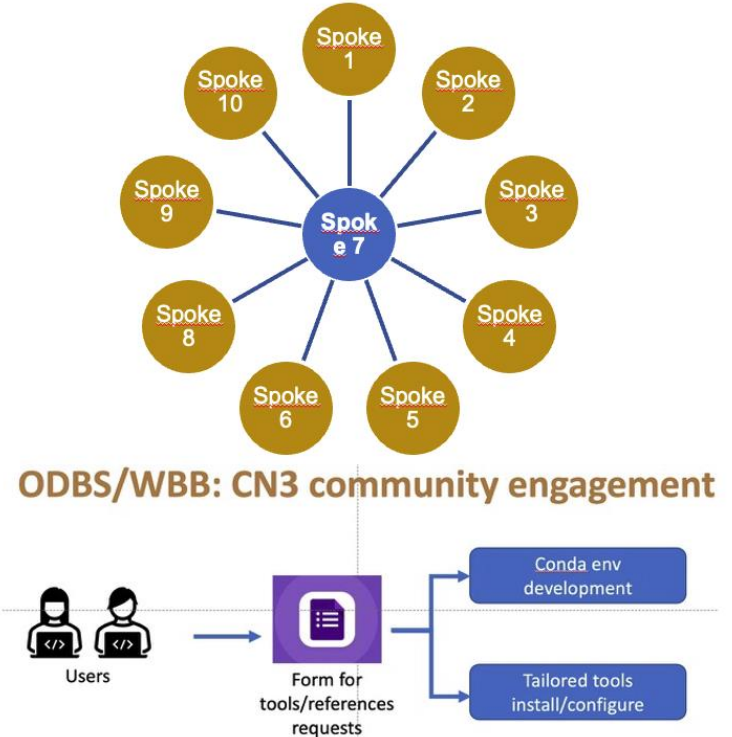 Spoke
1
Spoke
10
Spoke
2
Spoke
9
Spoke
3
Spok
e 7
Spoke
8
Spoke
4
Spoke
6
Spoke
5
ODBS/WBB: CN3 community engagement
Conda env
development
</>
</>
Users
Form for
tools/references
requests
Tailored tools
install/configure